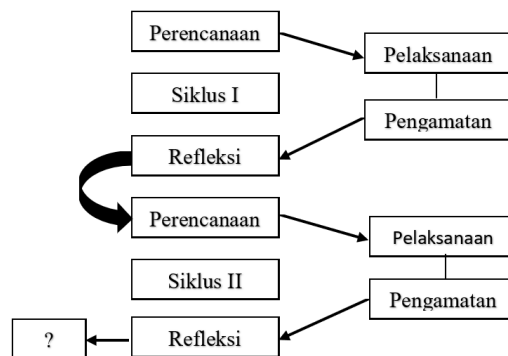 Perencanaan
Pelaksanaan
Siklus I
Pengamatan
Refleksi
Perencanaan
Pelaksanaan
Siklus II
Pengamatan
Refleksi
?